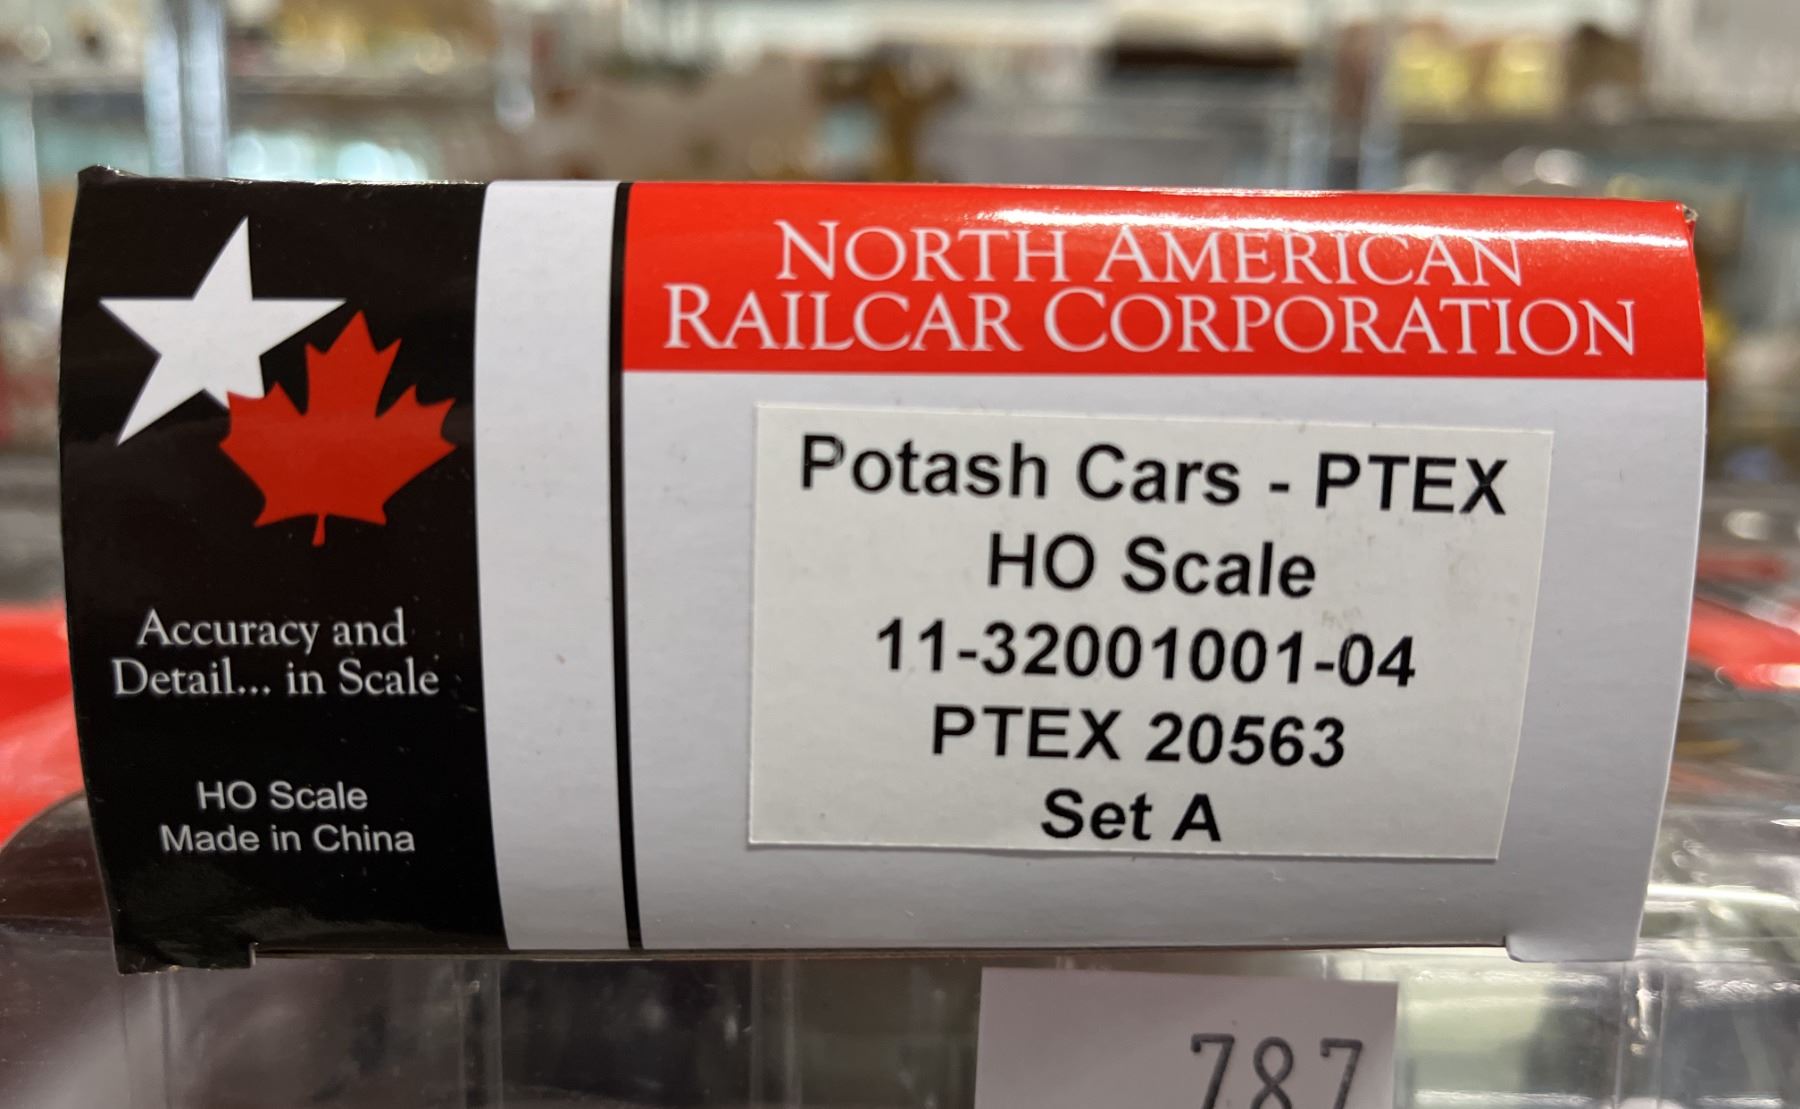 NORTH AMERICAN
RAILCAR CORPORATION
Accuracy and
Detail... in Scale
HO Scale
Made in China
Potash Cars - PTEX
HO Scale
11-32001001-04
PTEX 20563
Set A
787